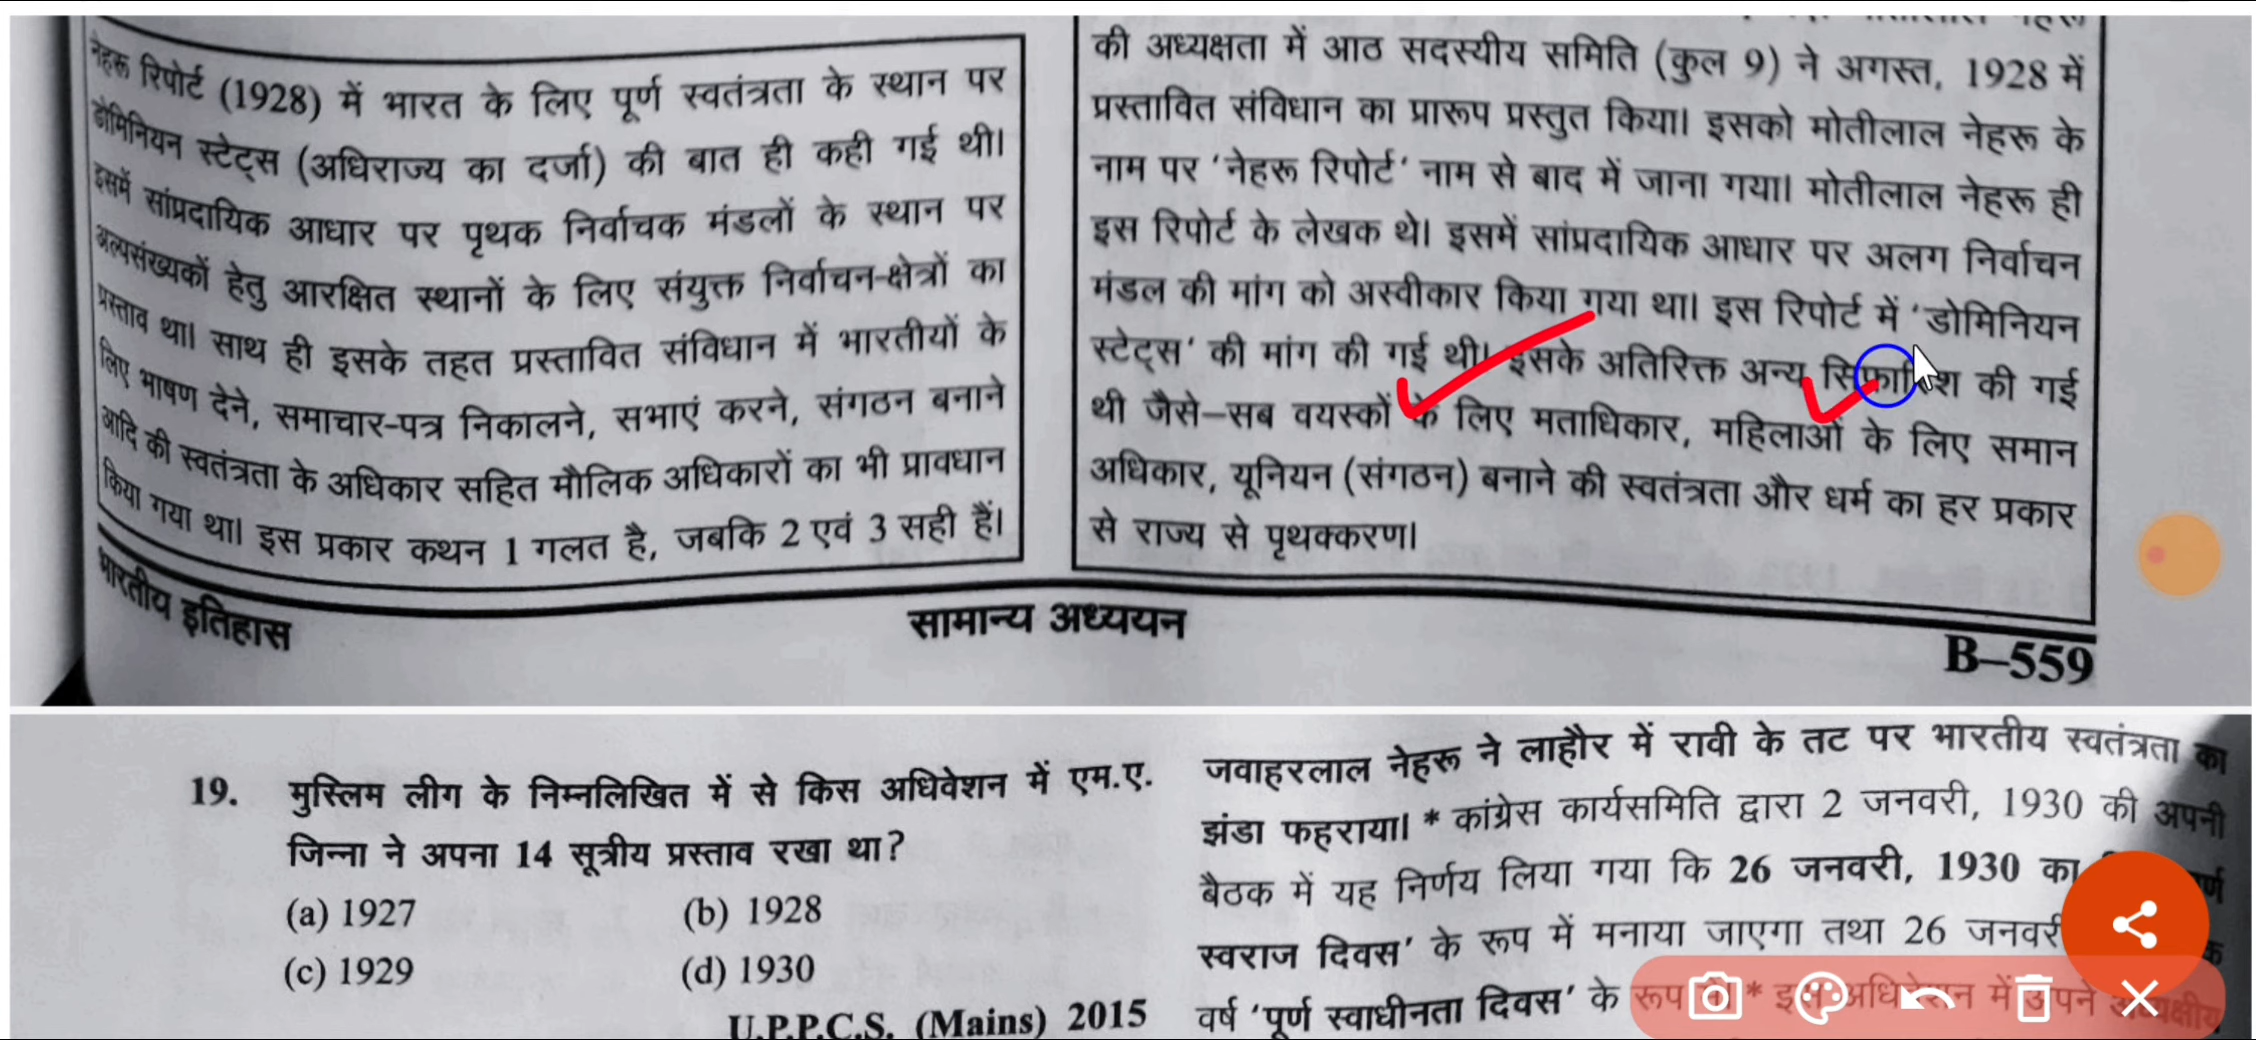 नेहरू रिपोर्ट (1928) में भारत के लिए पूर्ण स्वतंत्रता के स्थान पर
डोमिनियन स्टेट्स (अधिराज्य का दर्जा) की बात ही कही गई थी।
इसमें सांप्रदायिक आधार पर पृथक निर्वाचक मंडलों के स्थान पर
अल्पसंख्यकों हेतु आरक्षित स्थानों के लिए संयुक्त निर्वाचन-क्षेत्रों का
प्रस्ताव था। साथ ही इसके तहत प्रस्तावित संविधान में भारतीयों के
लिए भाषण देने, समाचार-पत्र निकालने, सभाएं करने, संगठन बनाने
आदि की स्वतंत्रता के अधिकार सहित मौलिक अधिकारों का भी प्रावधान
किया गया था। इस प्रकार कथन 1 गलत है, जबकि 2 एवं 3 सही हैं।
की अध्यक्षता में आठ सदस्यीय समिति (कुल 9) ने अगस्त, 1928 में
प्रस्तावित संविधान का प्रारूप प्रस्तुत किया। इसको मोतीलाल नेहरू के
नाम पर ‘नेहरू रिपोर्ट‘ नाम से बाद में जाना गया। मोतीलाल नेहरू ही
इस रिपोर्ट के लेखक थे। इसमें सांप्रदायिक आधार पर अलग निर्वाचन
मंडल की मांग को अस्वीकार किया गया था। इस रिपोर्ट में ‘डोमिनियन
स्टेट्स’ की मांग की गई थी। इसके अतिरिक्त अन्य सिफारिश की गई
थी जैसे–सब वयस्कों के लिए मताधिकार, महिलाओं के लिए समान
अधिकार, यूनियन (संगठन) बनाने की स्वतंत्रता और धर्म का हर प्रकार
से राज्य से पृथक्करण।
भारतीय इतिहास
सामान्य अध्ययन
B–559
19. मुस्लिम लीग के निम्नलिखित में से किस अधिवेशन में एम.ए.
जिन्ना ने अपना 14 सूत्रीय प्रस्ताव रखा था?
(a) 1927 (b) 1928
(c) 1929 (d) 1930
U.P.P.C.S. (Mains) 2015
जवाहरलाल नेहरू ने लाहौर में रावी के तट पर भारतीय स्वतंत्रता का
झंडा फहराया। * कांग्रेस कार्यसमिति द्वारा 2 जनवरी, 1930 की अपनी
बैठक में यह निर्णय लिया गया कि 26 जनवरी, 1930 का
स्वराज दिवस’ के रूप में मनाया जाएगा तथा 26 जनवरी
वर्ष ‘पूर्ण स्वाधीनता दिवस’ के रूप में। * इस अधिवेशन में अपने अध्यक्षीय